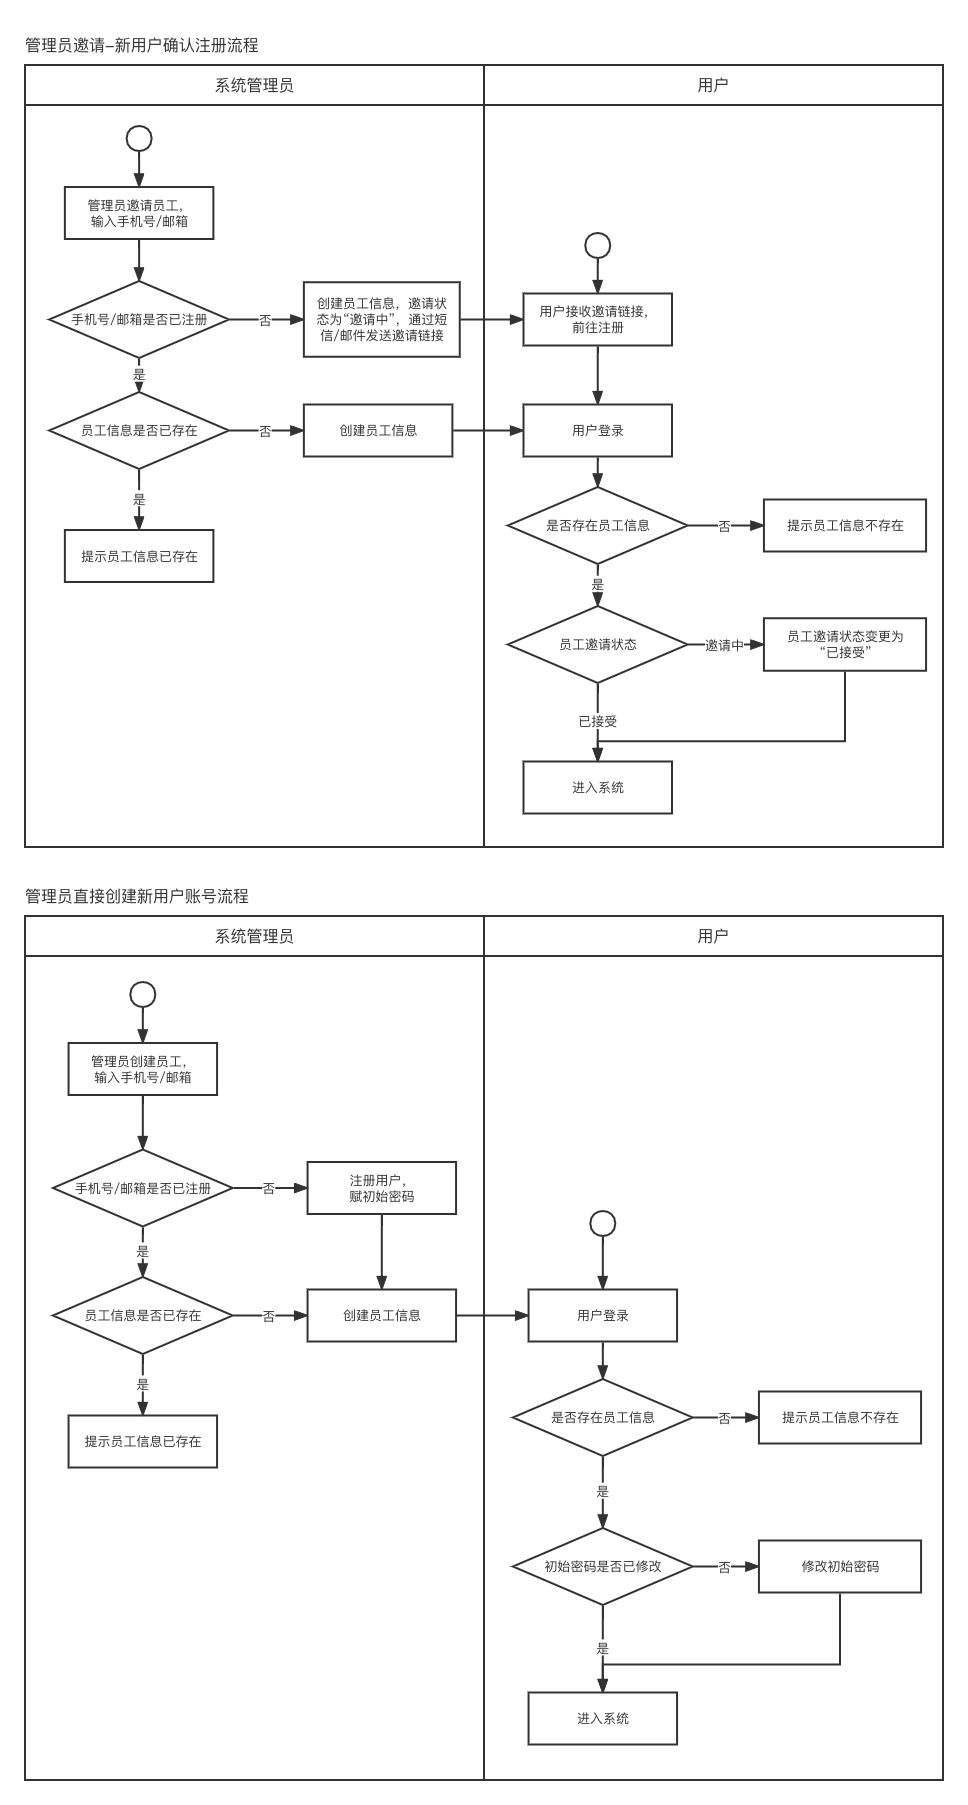 管理员邀请–新用户确认注册流程
系统管理员
用户
管理员邀请员工，
输入手机号/邮箱
手机号/邮箱是否已注册
否
创建员工信息，邀请状
态为“邀请中”，通过短
信/邮件发送邀请链接
用户接收邀请链接，
前往注册
是
员工信息是否已存在
否
创建员工信息
用户登录
是
提示员工信息已存在
是否存在员工信息
否
提示员工信息不存在
是
员工邀请状态
邀请中
员工邀请状态变更为
“已接受”
已接受
进入系统
管理员直接创建新用户账号流程
系统管理员
用户
管理员创建员工，
输入手机号/邮箱
手机号/邮箱是否已注册
否
注册用户，
赋初始密码
是
员工信息是否已存在
否
创建员工信息
用户登录
是
提示员工信息已存在
是否存在员工信息
否
提示员工信息不存在
是
初始密码是否已修改
否
修改初始密码
是
进入系统